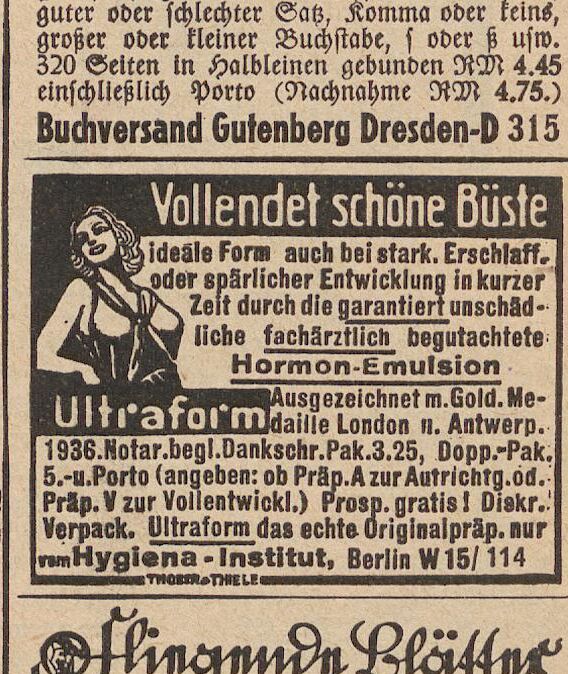 guter oder schlechter Satz, Komma oder keins,
großer oder kleiner Buchstabe, s oder ß usw.
320 Seiten in Halbleinen gebunden RM 4.45
einschließlich Porto (Nachnahme RM 4.75.)
Buchversand Gutenberg Dresden-D 315
Vollendet schöne Büste
ideale Form auch bei stark. Erschlaff.
oder spärlicher Entwicklung in kurzer
Zeit durch die garantiert unschäd-
liche fachärztlich begutachtete
Hormon-Emulsion
Ultraform
Ausgezeichnet m. Gold. Me-
daille London u. Antwerp.
1936. Notar. begl. Dankschr. Pak. 3.25, Dopp.-Pak.
5.- u. Porto (angeben: ob Präp. A zur Aufrichtg. od.
Präp. V zur Vollentwickl.) Prosp. gratis! Diskr.
Verpack. Ultraform das echte Originalpräp. nur
vom Hygiena-Institut, Berlin W 15/114
THOBER & THIELE
Fliegende Blätter